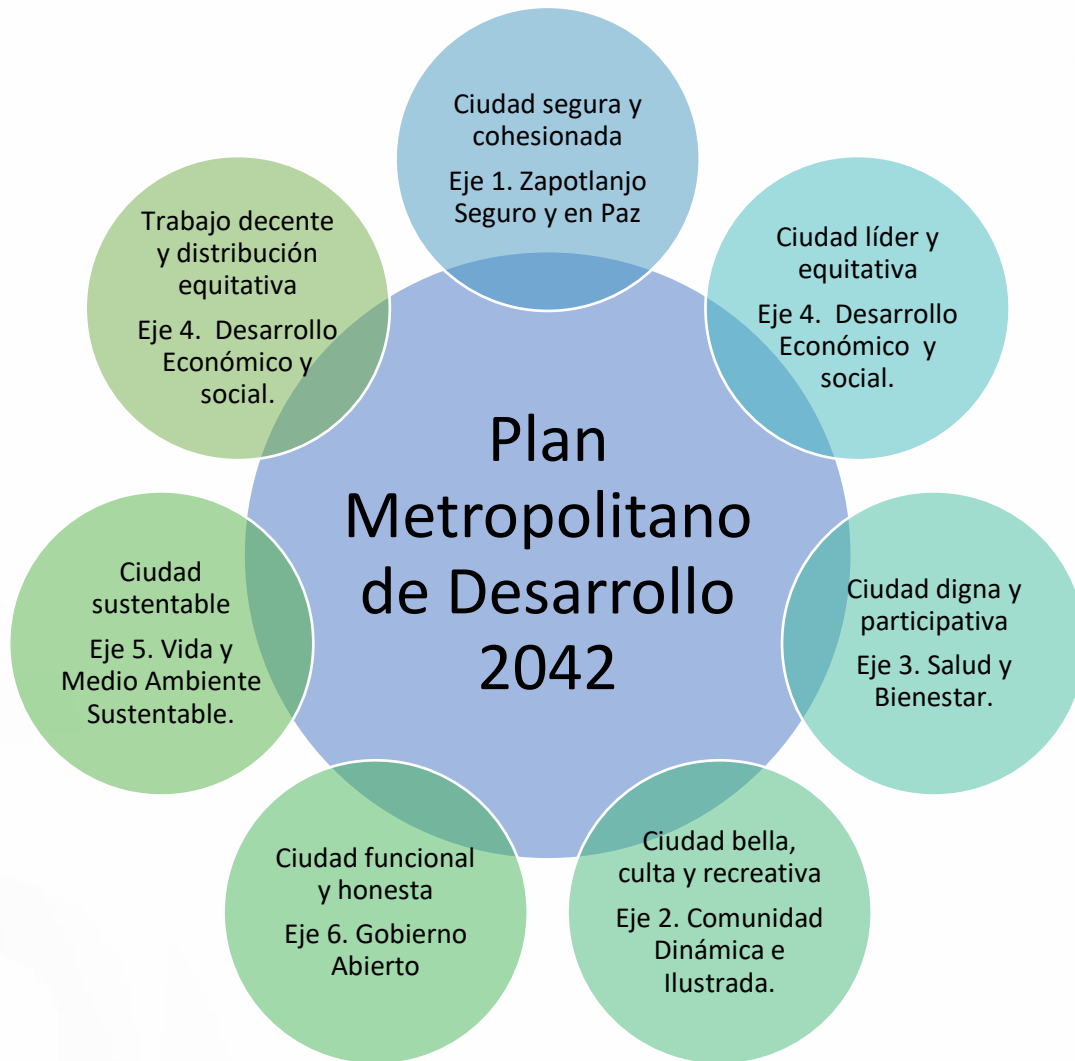 Ciudad segura y
cohesionada
Eje 1. Zapotlanjo
Seguro y en Paz
Ciudad líder y
equitativa
Eje 4.  Desarrollo
Económico  y
social.
Ciudad digna y
participativa
Eje 3. Salud y
Bienestar.
Ciudad bella,
culta y recreativa
Eje 2. Comunidad
Dinámica e
Ilustrada.
Ciudad funcional
y honesta
Eje 6. Gobierno
Abierto
Ciudad
sustentable
Eje 5. Vida y
Medio Ambiente
Sustentable.
Trabajo decente
y distribución
equitativa
Eje 4.  Desarrollo
Económico y
social.
Plan
Metropolitano
de Desarrollo
2042